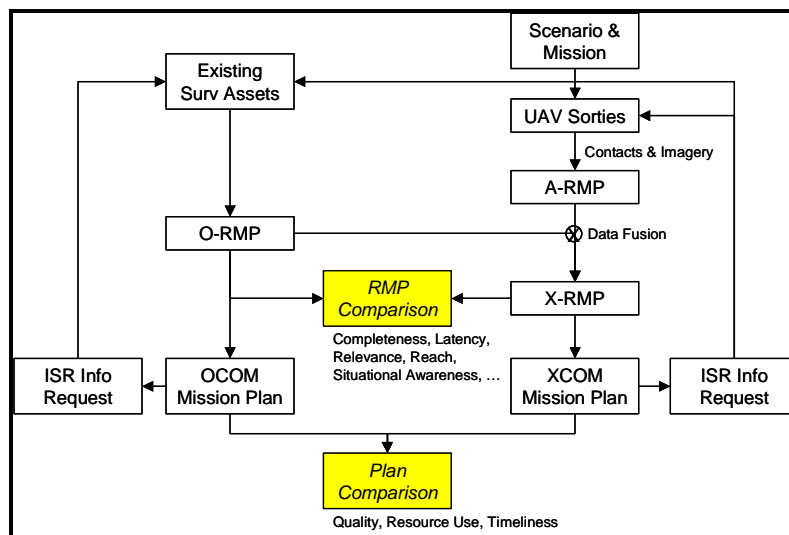 Scenario &
Mission
Existing
Surv Assets
UAV Sorties
Contacts & Imagery
A-RMP
O-RMP
X
Data Fusion
RMP
Comparison
X-RMP
Completeness, Latency,
Relevance, Reach,
Situational Awareness, …
ISR Info
Request
OCOM
Mission Plan
XCOM
Mission Plan
ISR Info
Request
Plan
Comparison
Quality, Resource Use, Timeliness